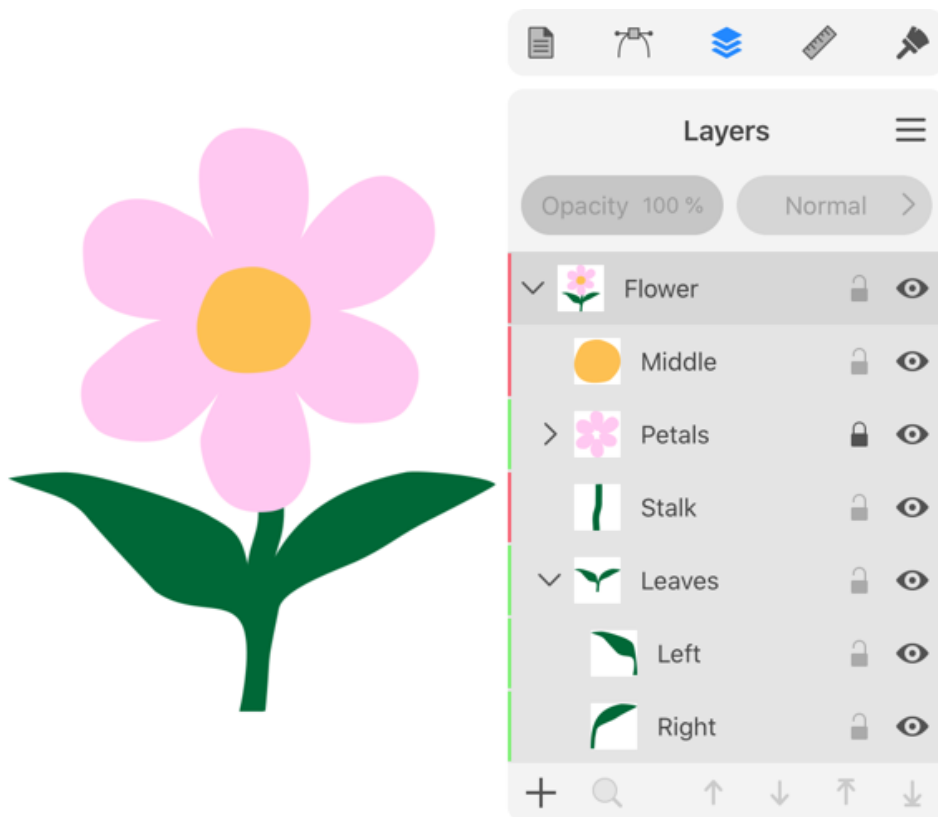 Layers
Opacity 100 % Normal
Flower
Middle
Petals
Stalk
Leaves
Left
Right